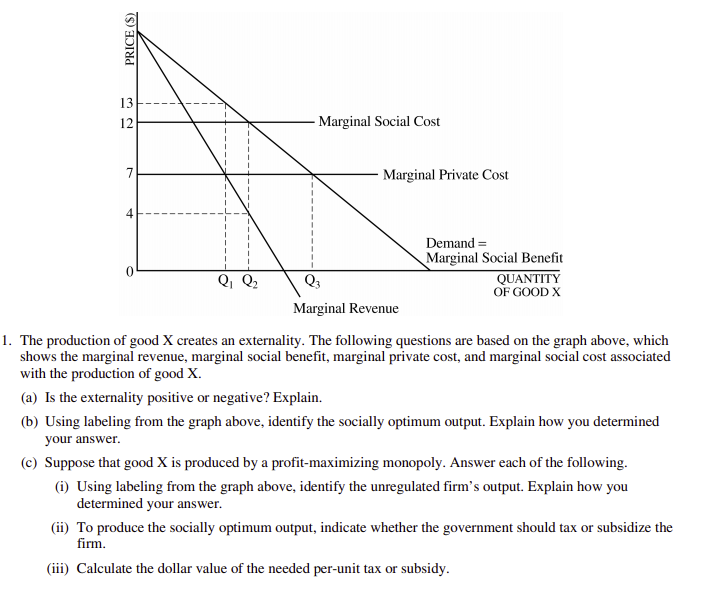 PRICE ($)
13
12
Marginal Social Cost
7
Marginal Private Cost
4
Demand =
Marginal Social Benefit
0
Q1 Q2 Q3
QUANTITY
OF GOOD X
Marginal Revenue
1. The production of good X creates an externality. The following questions are based on the graph above, which
shows the marginal revenue, marginal social benefit, marginal private cost, and marginal social cost associated
with the production of good X.
(a) Is the externality positive or negative? Explain.
(b) Using labeling from the graph above, identify the socially optimum output. Explain how you determined
your answer.
(c) Suppose that good X is produced by a profit-maximizing monopoly. Answer each of the following.
(i) Using labeling from the graph above, identify the unregulated firm's output. Explain how you
determined your answer.
(ii) To produce the socially optimum output, indicate whether the government should tax or subsidize the
firm.
(iii) Calculate the dollar value of the needed per-unit tax or subsidy.